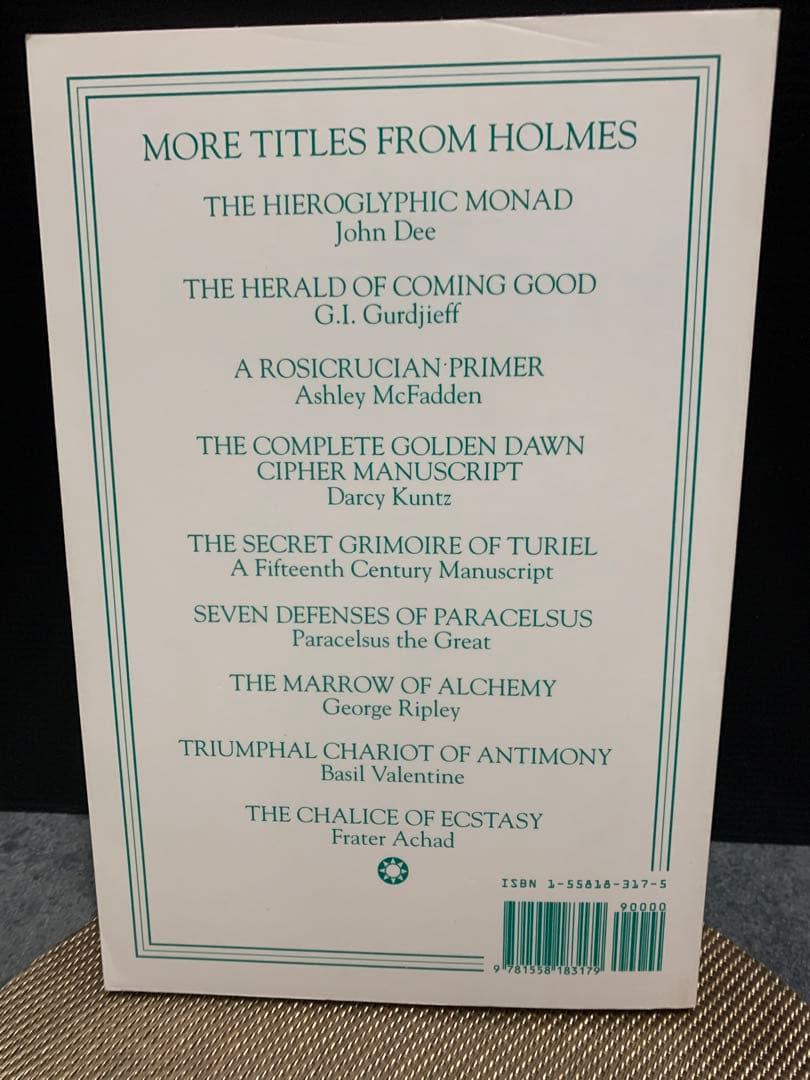 MORE TITLES FROM HOLMES
THE HIEROGLYPHIC MONAD
John Dee
THE HERALD OF COMING GOOD
G.I. Gurdjieff
A ROSICRUCIAN·PRIMER
Ashley McFadden
THE COMPLETE GOLDEN DAWN
CIPHER MANUSCRIPT
Darcy Kuntz
THE SECRET GRIMOIRE OF TURIEL
A Fifteenth Century Manuscript
SEVEN DEFENSES OF PARACELSUS
Paracelsus the Great
THE MARROW OF ALCHEMY
George Ripley
TRIUMPHAL CHARIOT OF ANTIMONY
Basil Valentine
THE CHALICE OF ECSTASY
Frater Achad
ISBN 1-55818-317-5
90000
9 781558 183179